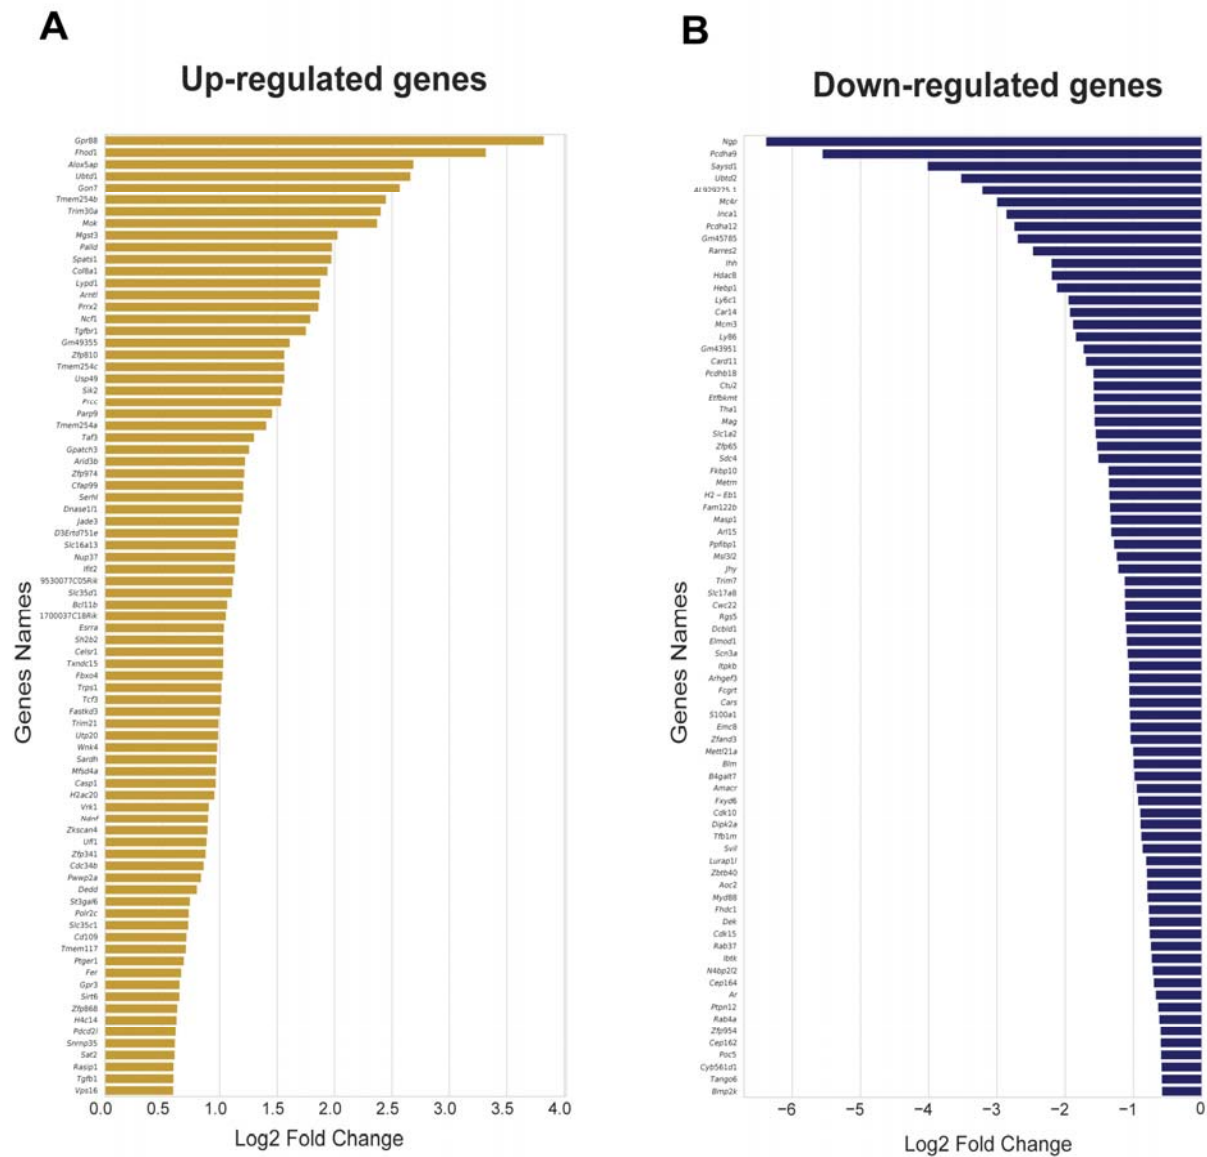 A
Up-regulated genes
Genes Names
Gpr88
Fhod1
Alox5ap
Ubtd1
Gon7
Tmem254b
Trim30a
Mok
Mgst3
Palld
Spats1
Col8a1
Lypd1
Arntl
Prrx2
Ncf1
Tgfbr1
Gm49355
Zfp810
Tmem254c
Usp49
Sik2
Prcc
Parp9
Tmem254a
Taf3
Gpatch3
Arid3b
Zfp974
Cfap99
Serhl
Dnase1l1
Jade3
D3Ertd751e
Slc16a13
Nup37
Ifit2
9530077C05Rik
Slc35d1
Bcl11b
1700037C18Rik
Esrra
Sh2b2
Celsr1
Txndc15
Fbxo4
Trps1
Tcf3
Fastkd3
Trim21
Utp20
Wnk4
Sardh
Mfsd4a
Casp1
H2ac20
Vrk1
Ndnf
Zkscan4
Ufl1
Zfp341
Cdc34b
Pwwp2a
Dedd
St3gal6
Polr2c
Slc35c1
Cd109
Tmem117
Ptger1
Fer
Gpr3
Sirt6
Zfp868
H4c14
Pdcd2l
Snrnp35
Sat2
Rasip1
Tgfb1
Vps16
0.0 0.5 1.0 1.5 2.0 2.5 3.0 3.5 4.0
Log2 Fold Change
B
Down-regulated genes
Genes Names
Ngp
Pcdha9
Saysd1
Ubtd2
AL929225.1
Mc4r
Inca1
Pcdha12
Gm45785
Rarres2
Ihh
Hdac8
Hebp1
Ly6c1
Car14
Mcm3
Ly86
Gm43951
Card11
Pcdhb18
Ctu2
Etfbkmt
Tha1
Mag
Slc1a2
Zfp65
Sdc4
Fkbp10
Metrn
H2 − Eb1
Fam122b
Masp1
Arl15
Ppfibp1
Msl3l2
Jhy
Trim7
Slc17a8
Cwc22
Rgs5
Dcbld1
Elmod1
Scn3a
Itpkb
Arhgef3
Fcgrt
Cars
S100a1
Emc8
Zfand3
Mettl21a
Blm
B4galt7
Amacr
Fxyd6
Cdk10
Dipk2a
Tfb1m
Svil
Lurap1l
Zbtb40
Aoc2
Myd88
Fhdc1
Dek
Cdk15
Rab37
Ibtk
N4bp2l2
Cep164
Ar
Ptpn12
Rab4a
Zfp954
Cep162
Poc5
Cyb561d1
Tango6
Bmp2k
−6 −5 −4 −3 −2 −1 0
Log2 Fold Change